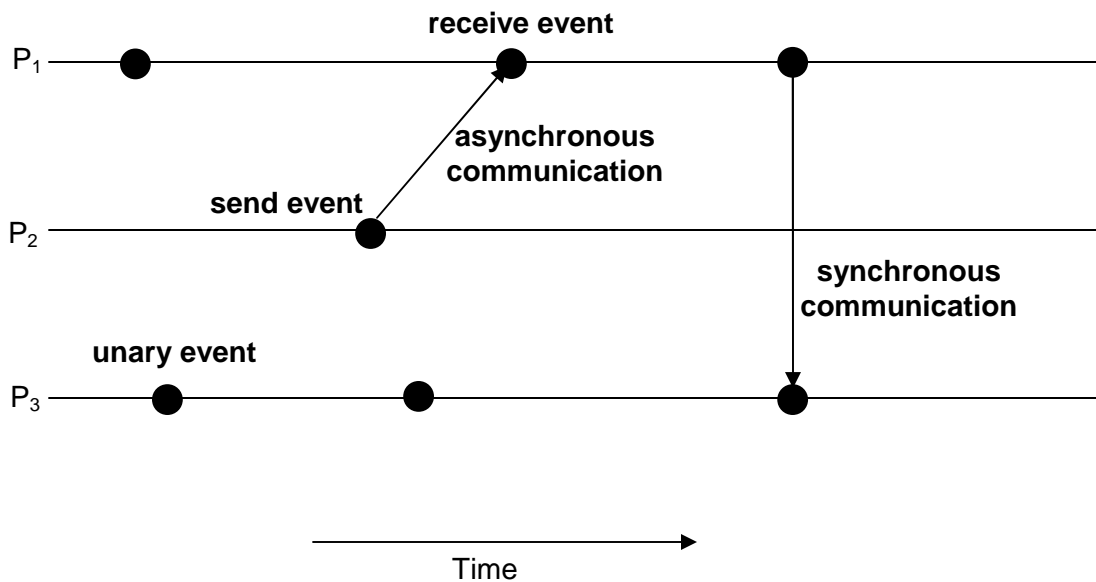 receive event
P₁
asynchronous
communication
send event
P₂
synchronous
communication
unary event
P₃
Time